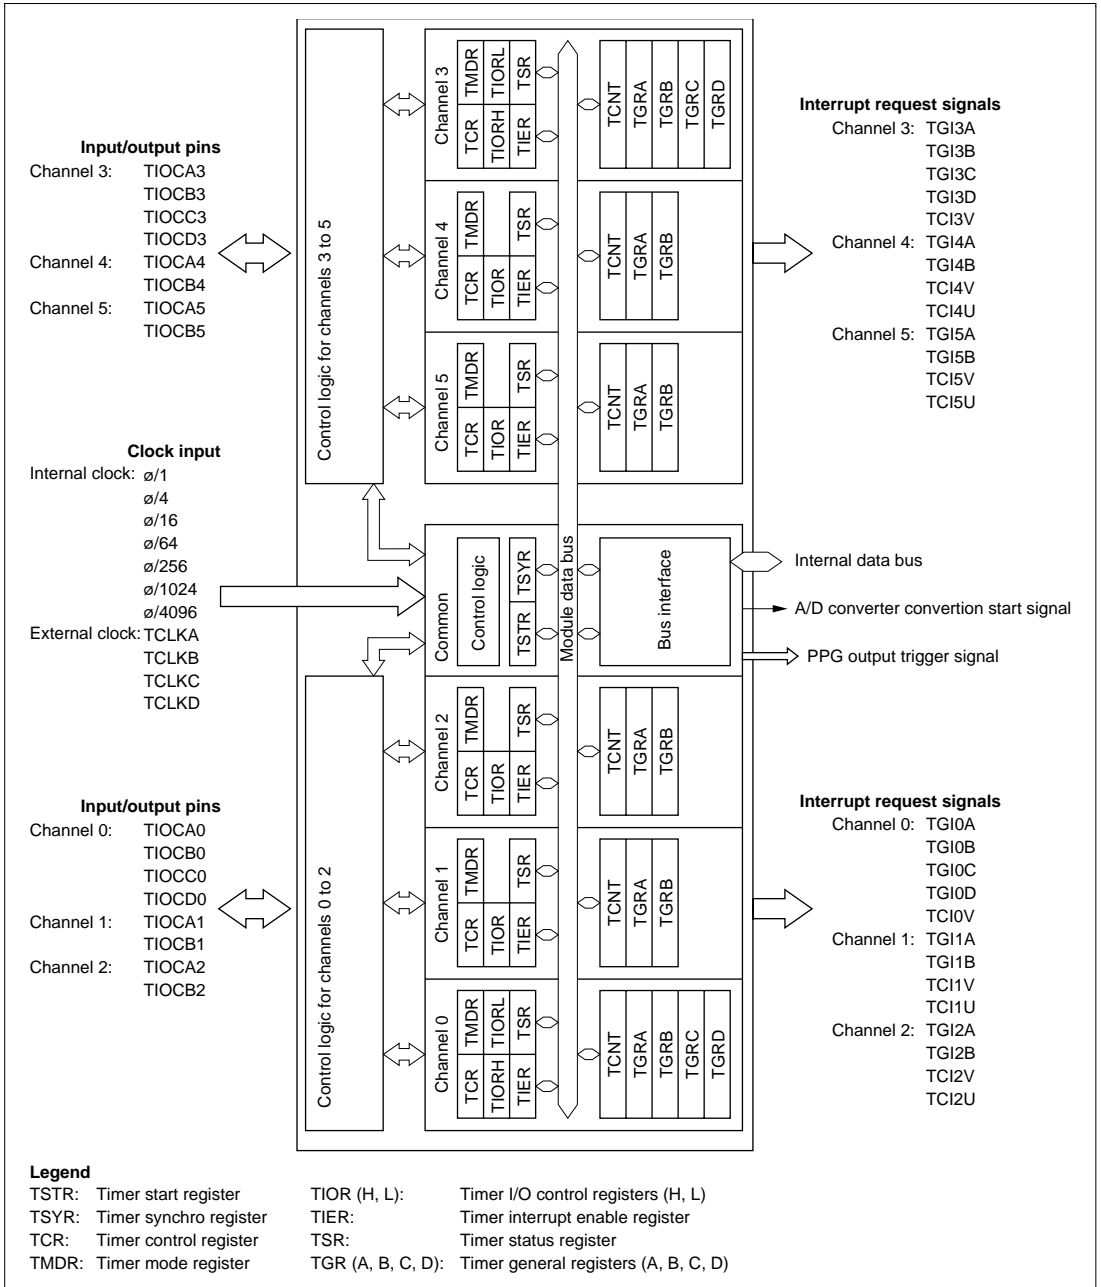 Input/output pins
Channel 3: TIOCA3
TIOCB3
TIOCC3
TIOCD3
Channel 4: TIOCA4
TIOCB4
Channel 5: TIOCA5
TIOCB5
Clock input
Internal clock: ø/1
ø/4
ø/16
ø/64
ø/256
ø/1024
ø/4096
External clock: TCLKA
TCLKB
TCLKC
TCLKD
Input/output pins
Channel 0: TIOCA0
TIOCB0
TIOCC0
TIOCD0
Channel 1: TIOCA1
TIOCB1
Channel 2: TIOCA2
TIOCB2
Control logic for channels 3 to 5
Control logic for channels 0 to 2
Channel 3
TMDR TIORL TSR
TCR TIORH TIER
TCNT TGRA TGRB TGRC TGRD
Channel 4
TMDR TSR
TCR TIOR TIER
TCNT TGRA TGRB
Channel 5
TMDR TSR
TCR TIOR TIER
TCNT TGRA TGRB
Common
Control logic
TSTR TSYR
Module data bus
Bus interface
Channel 2
TMDR TSR
TCR TIOR TIER
TCNT TGRA TGRB
Channel 1
TMDR TSR
TCR TIOR TIER
TCNT TGRA TGRB
Channel 0
TMDR TIORL TSR
TCR TIORH TIER
TCNT TGRA TGRB TGRC TGRD
Interrupt request signals
Channel 3: TGI3A
TGI3B
TGI3C
TGI3D
TCI3V
Channel 4: TGI4A
TGI4B
TCI4V
TCI4U
Channel 5: TGI5A
TGI5B
TCI5V
TCI5U
Internal data bus
A/D converter convertion start signal
PPG output trigger signal
Interrupt request signals
Channel 0: TGI0A
TGI0B
TGI0C
TGI0D
TCI0V
Channel 1: TGI1A
TGI1B
TCI1V
TCI1U
Channel 2: TGI2A
TGI2B
TCI2V
TCI2U
Legend
TSTR: Timer start register TIOR (H, L): Timer I/O control registers (H, L)
TSYR: Timer synchro register TIER: Timer interrupt enable register
TCR: Timer control register TSR: Timer status register
TMDR: Timer mode register TGR (A, B, C, D): Timer general registers (A, B, C, D)